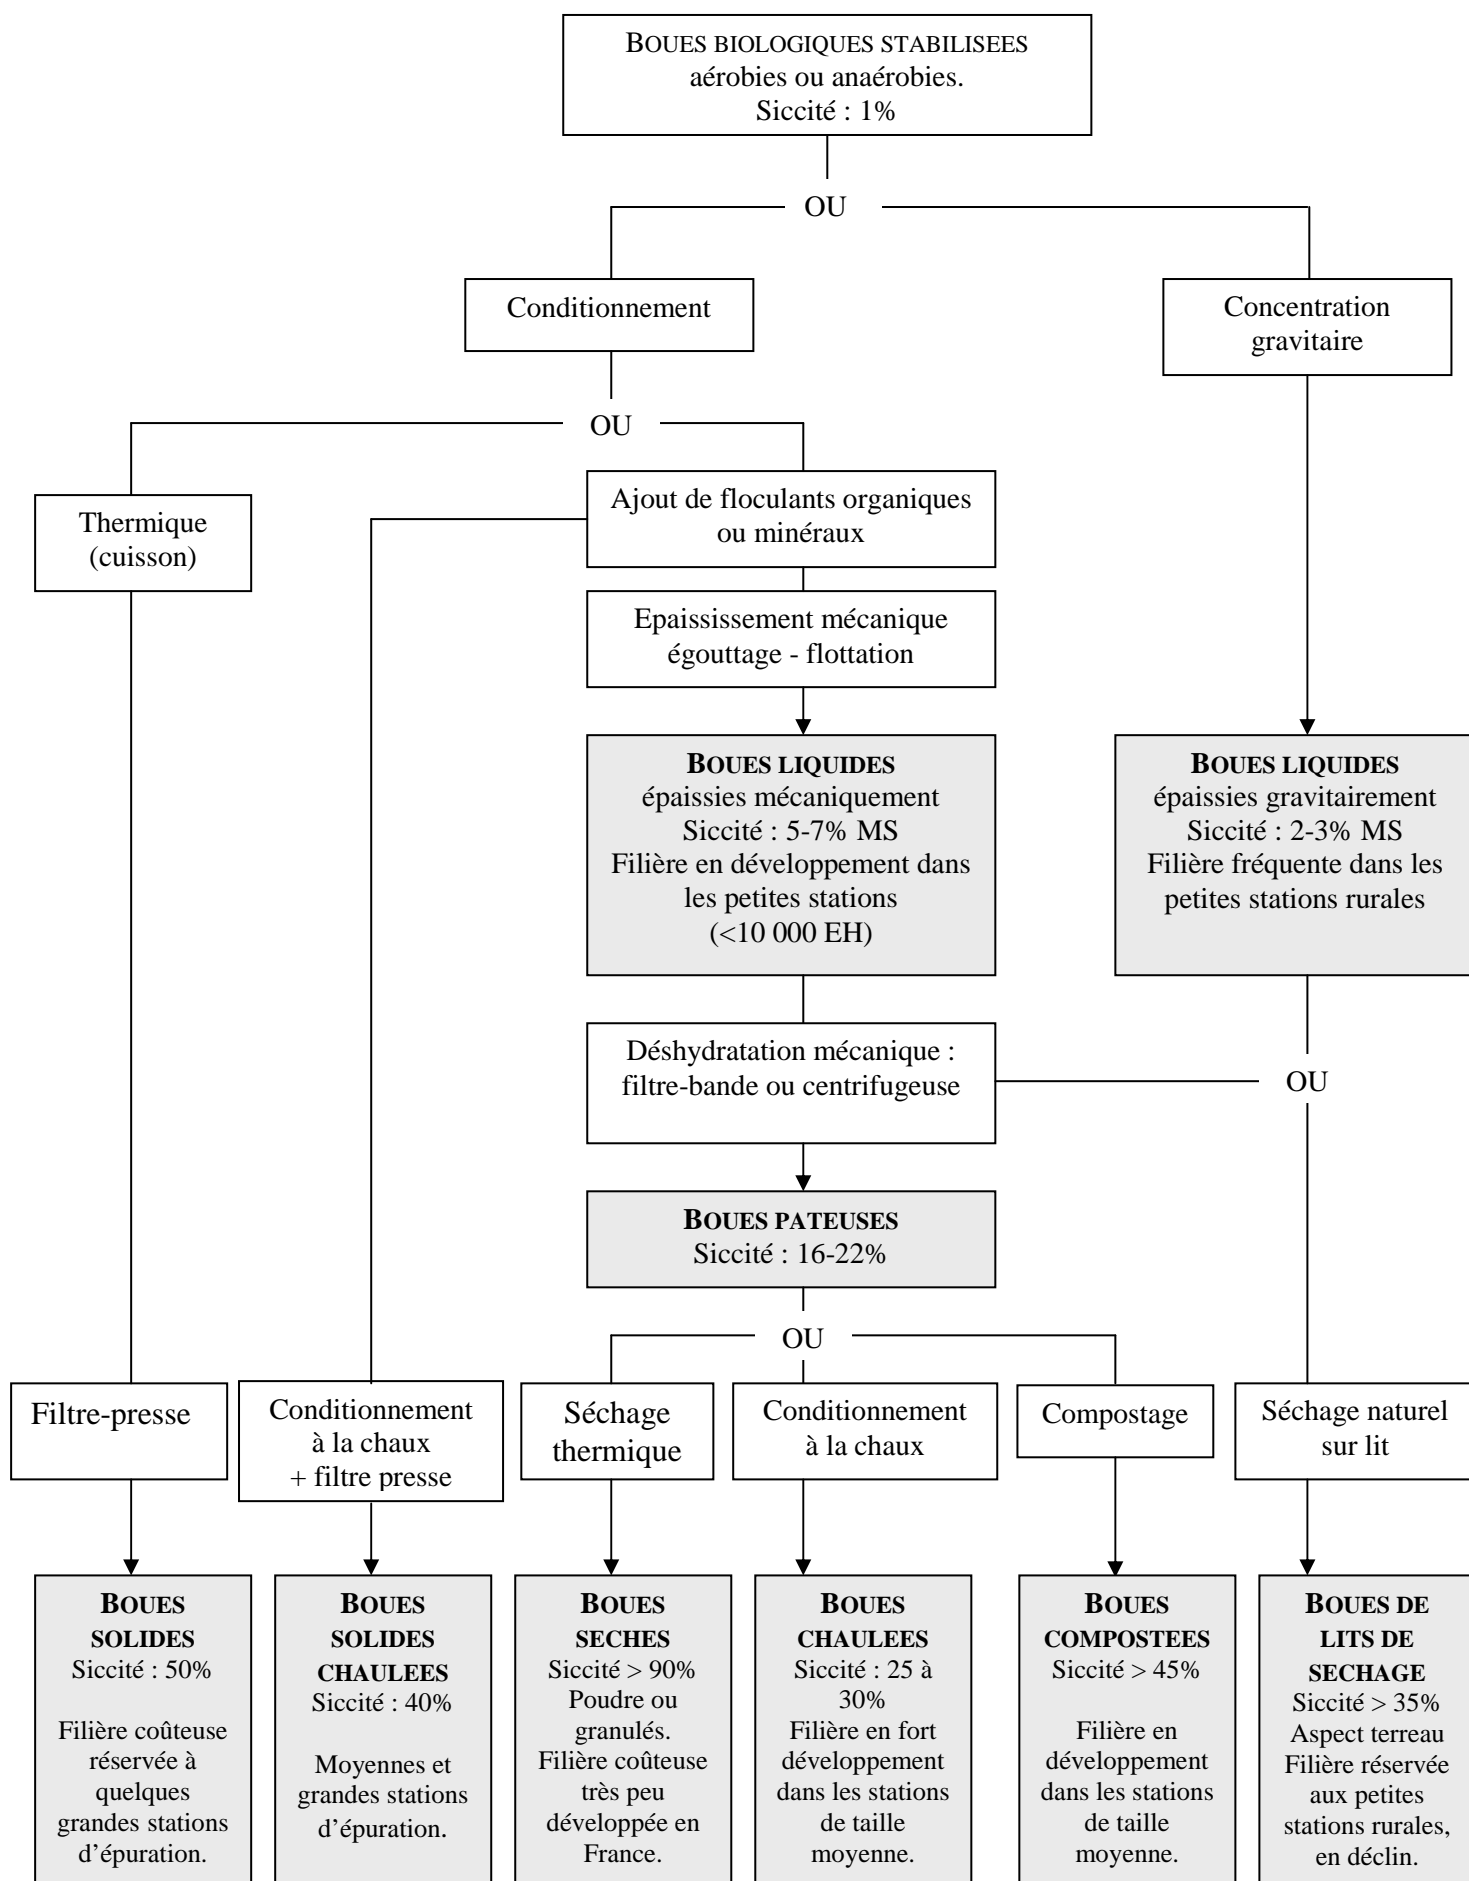 BOUES BIOLOGIQUES STABILISEES
aérobies ou anaérobies.
Siccité : 1%
OU
Conditionnement
Concentration
gravitaire
OU
Thermique
(cuisson)
Ajout de floculants organiques
ou minéraux
Epaississement mécanique
égouttage - flottation
BOUES LIQUIDES
épaissies mécaniquement
Siccité : 5-7% MS
Filière en développement dans
les petites stations
(<10 000 EH)
BOUES LIQUIDES
épaissies gravitairement
Siccité : 2-3% MS
Filière fréquente dans les
petites stations rurales
Déshydratation mécanique :
filtre-bande ou centrifugeuse
OU
BOUES PATEUSES
Siccité : 16-22%
OU
Filtre-presse
Conditionnement
à la chaux
+ filtre presse
Séchage
thermique
Conditionnement
à la chaux
Compostage
Séchage naturel
sur lit
BOUES
SOLIDES
Siccité : 50%
Filière coûteuse
réservée à
quelques
grandes stations
d’épuration.
BOUES
SOLIDES
CHAULEES
Siccité : 40%
Moyennes et
grandes stations
d’épuration.
BOUES
SECHES
Siccité > 90%
Poudre ou
granulés.
Filière coûteuse
très peu
développée en
France.
BOUES
CHAULEES
Siccité : 25 à
30%
Filière en fort
développement
dans les stations
de taille
moyenne.
BOUES
COMPOSTEES
Siccité > 45%
Filière en
développement
dans les stations
de taille
moyenne.
BOUES DE
LITS DE
SECHAGE
Siccité > 35%
Aspect terreau
Filière réservée
aux petites
stations rurales,
en déclin.